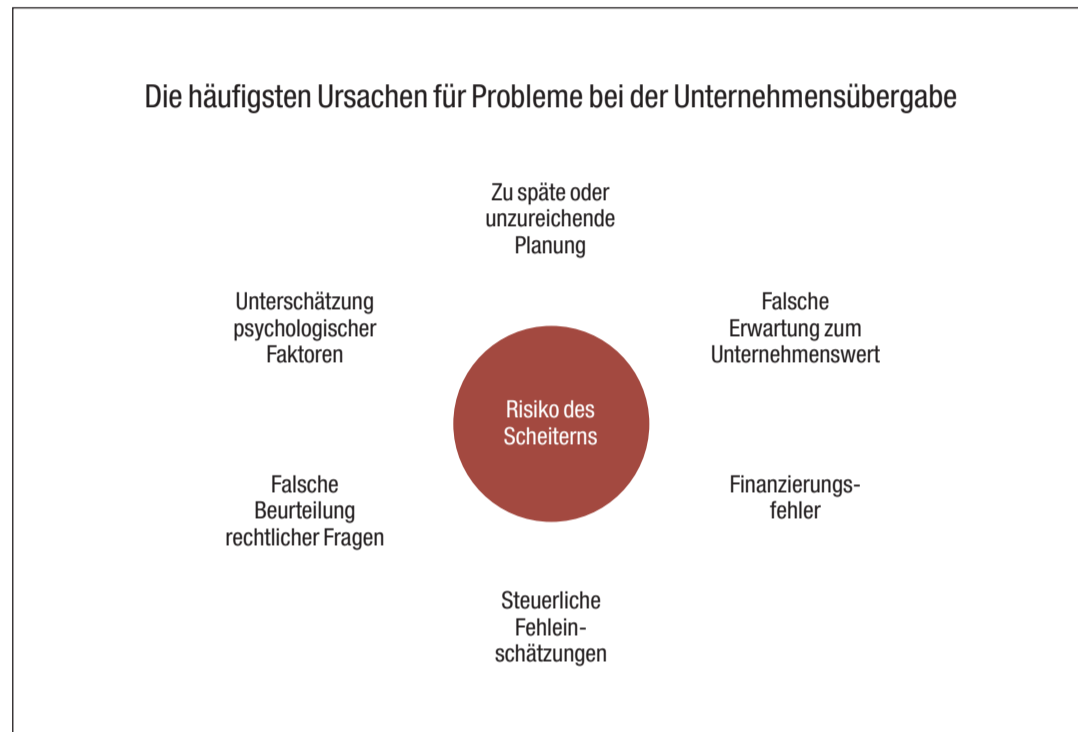 Die häufigsten Ursachen für Probleme bei der Unternehmensübergabe
Zu späte oder
unzureichende
Planung
Unterschätzung
psychologischer
Faktoren
Falsche
Erwartung zum
Unternehmenswert
Risiko des
Scheiterns
Falsche
Beurteilung
rechtlicher Fragen
Finanzierungs-
fehler
Steuerliche
Fehlein-
schätzungen